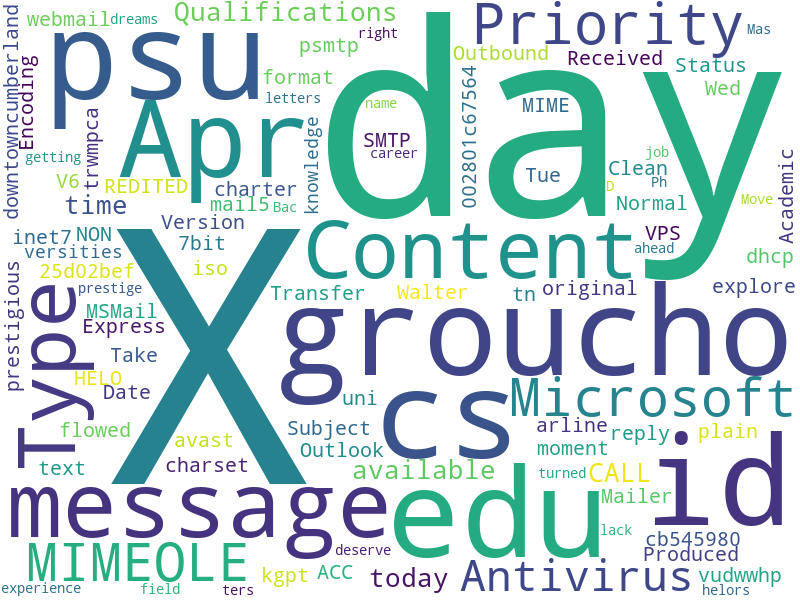 webmail dreams Qualifications right Priority Mas
psu day psmtp Outbound Received Status
format letters name Wed
downtowncumberland Encoding Apr SMTP career MIME 002801c67564
getting trwmpca knowledge Tue Clean job
V6 REDITED charter D Ph Move Academic
time mail5 Bac Normal
inet7 NON Version Content VPS
versities 7bit ahead dhcp
25d02bef iso
prestigious prestige X Transfer Walter tn original explore
Type MSMail groucho
Express
Take
HELO cs Microsoft
Date uni
flowed Subject arline reply plain
avast Outlook moment
text charset available turned CALL id
message edu Mailer
lack cb545980
deserve Produced
MIMEOLE kgpt ACC today Antivirus vudwwhp
experience field ters helors